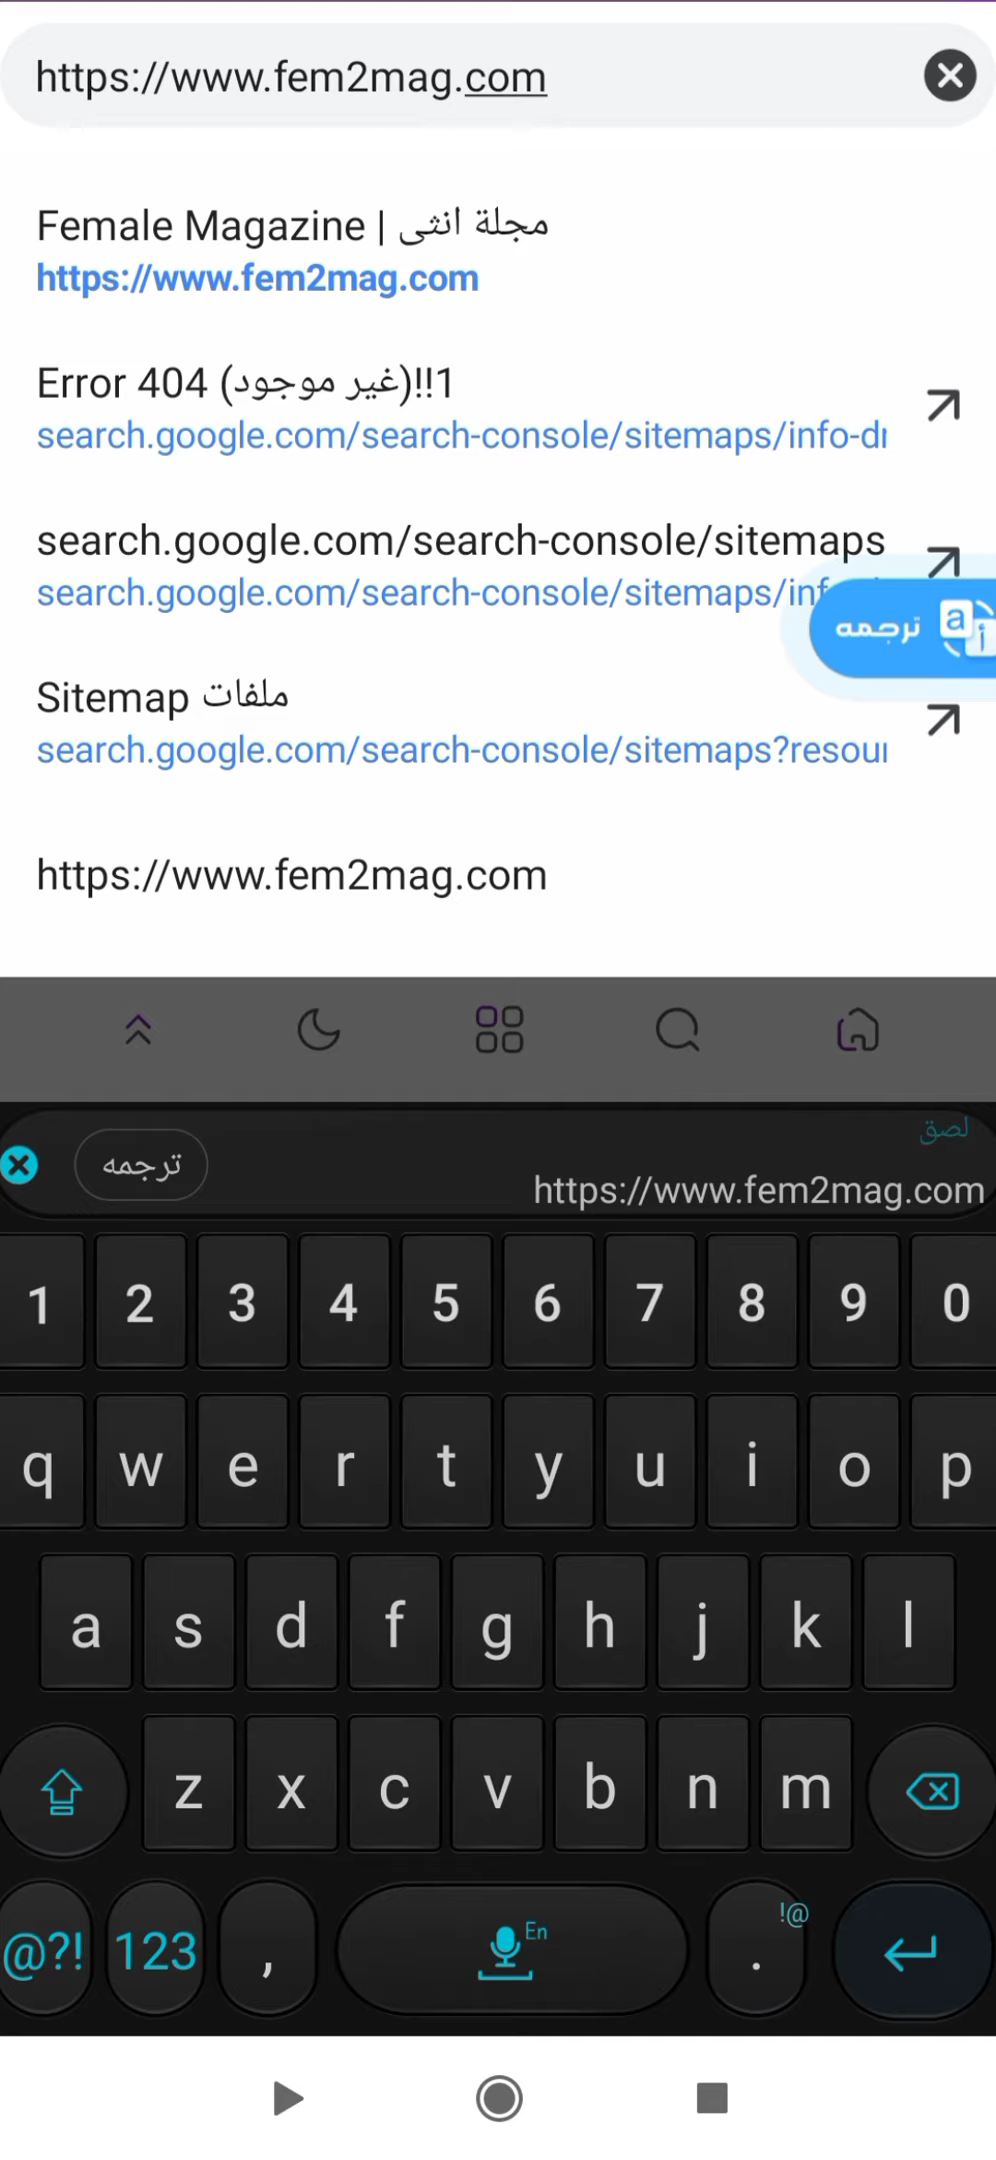 https://www.fem2mag.com
Female Magazine | مجلة انثى
https://www.fem2mag.com
Error 404 (غير موجود)!!1
search.google.com/search-console/sitemaps/info-dr
search.google.com/search-console/sitemaps
search.google.com/search-console/sitemaps/inf
ترجمه
Sitemap ملفات
search.google.com/search-console/sitemaps?resour
https://www.fem2mag.com
لصق
ترجمه
https://www.fem2mag.com
1 2 3 4 5 6 7 8 9 0
q w e r t y u i o p
a s d f g h j k l
z x c v b n m
@?! 123 , En . !@